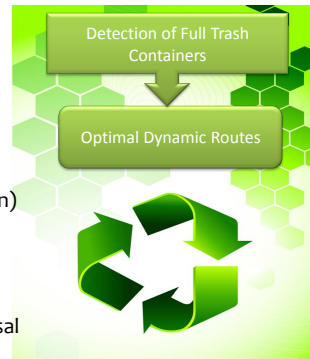 Detection of Full Trash
Containers
Optimal Dynamic Routes
n)
sal